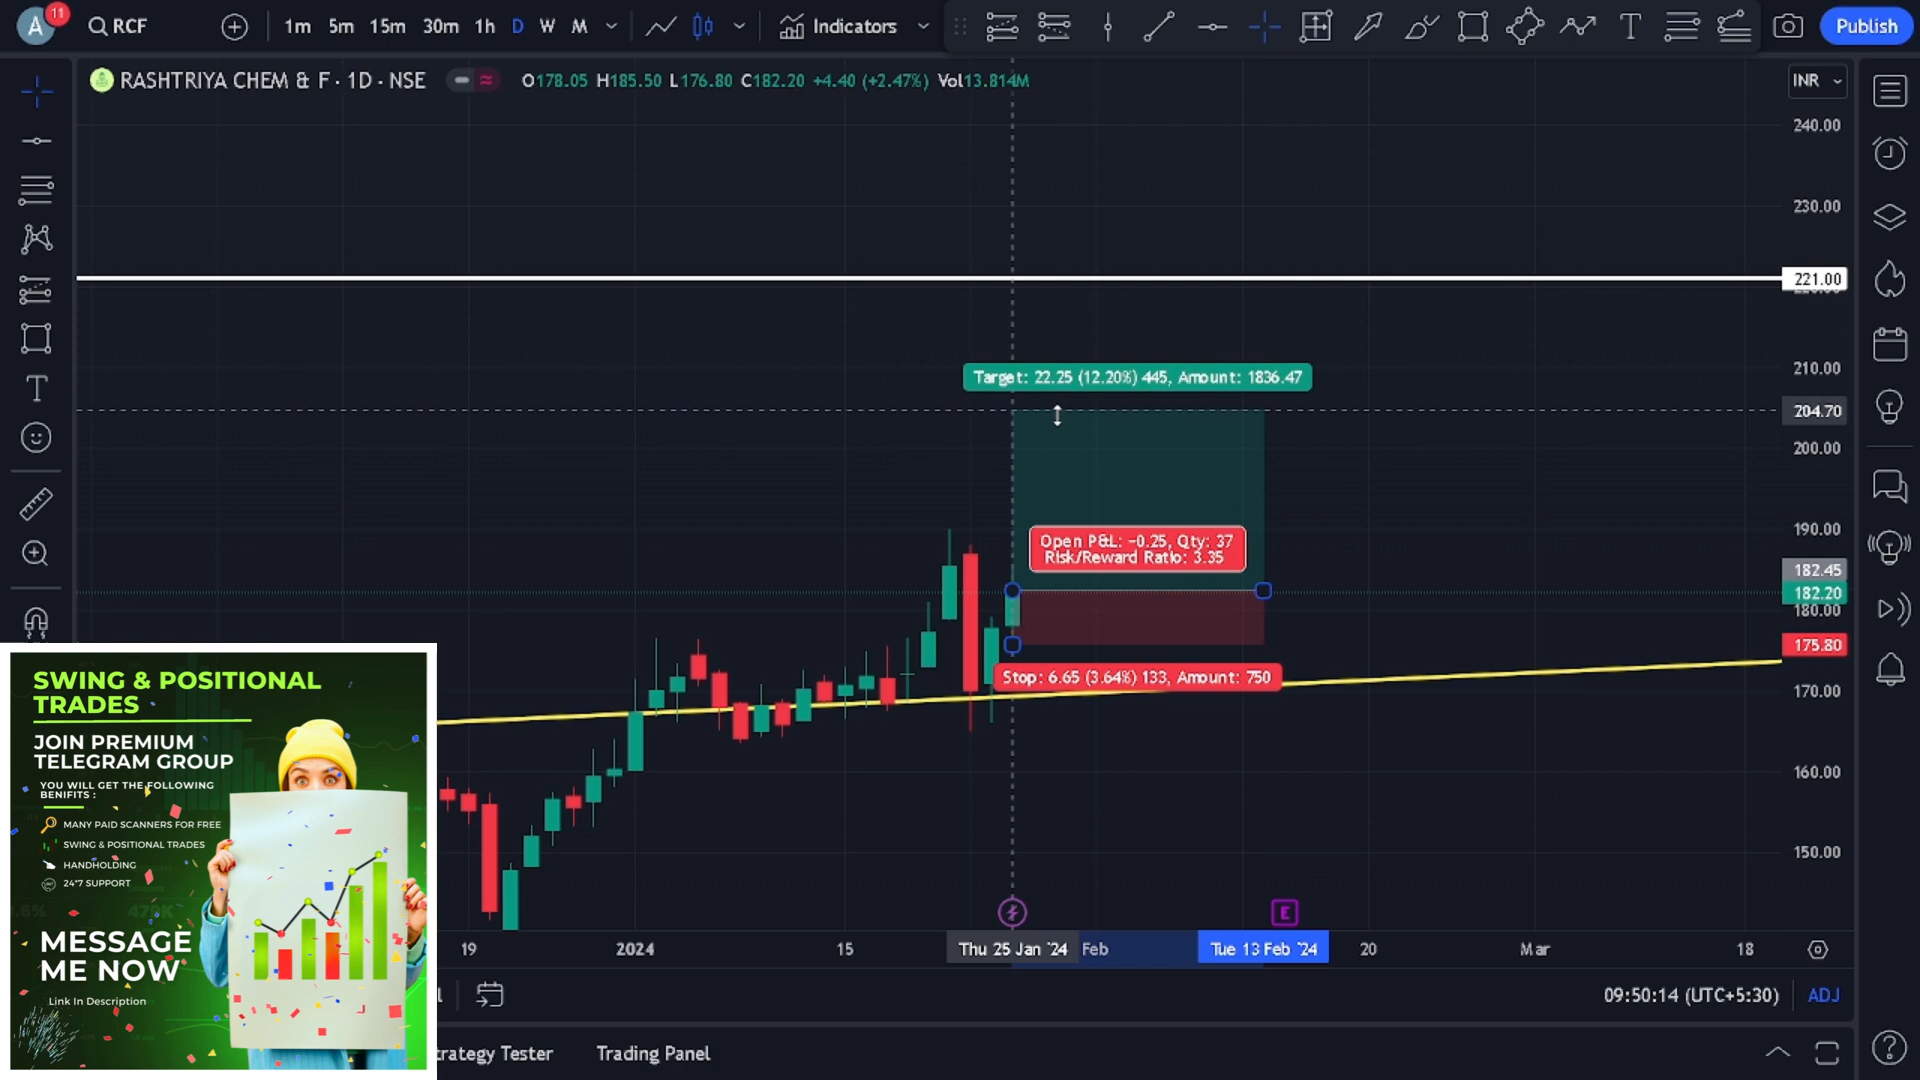 A
11
RCF
1m 5m 15m 30m 1h D W M
Indicators
T
Publish
RASHTRIYA CHEM & F · 1D · NSE
O178.05 H185.50 L176.80 C182.20 +4.40 (+2.47%) Vol13.814M
INR
240.00
230.00
221.00
210.00
204.70
200.00
190.00
182.45
182.20
180.00
175.80
170.00
160.00
150.00
Target: 22.25 (12.20%) 445, Amount: 1836.47
Open P&L: −0.25, Qty: 37
Risk/Reward Ratio: 3.35
Stop: 6.65 (3.64%) 133, Amount: 750
E
19 2024 15 Thu 25 Jan '24 Feb Tue 13 Feb '24 20 Mar 18
09:50:14 (UTC+5:30) ADJ
trategy Tester Trading Panel
SWING & POSITIONAL
TRADES
JOIN PREMIUM
TELEGRAM GROUP
YOU WILL GET THE FOLLOWING
BENIFITS :
MANY PAID SCANNERS FOR FREE
SWING & POSITIONAL TRADES
HANDHOLDING
24*7 SUPPORT
MESSAGE
ME NOW
Link In Description